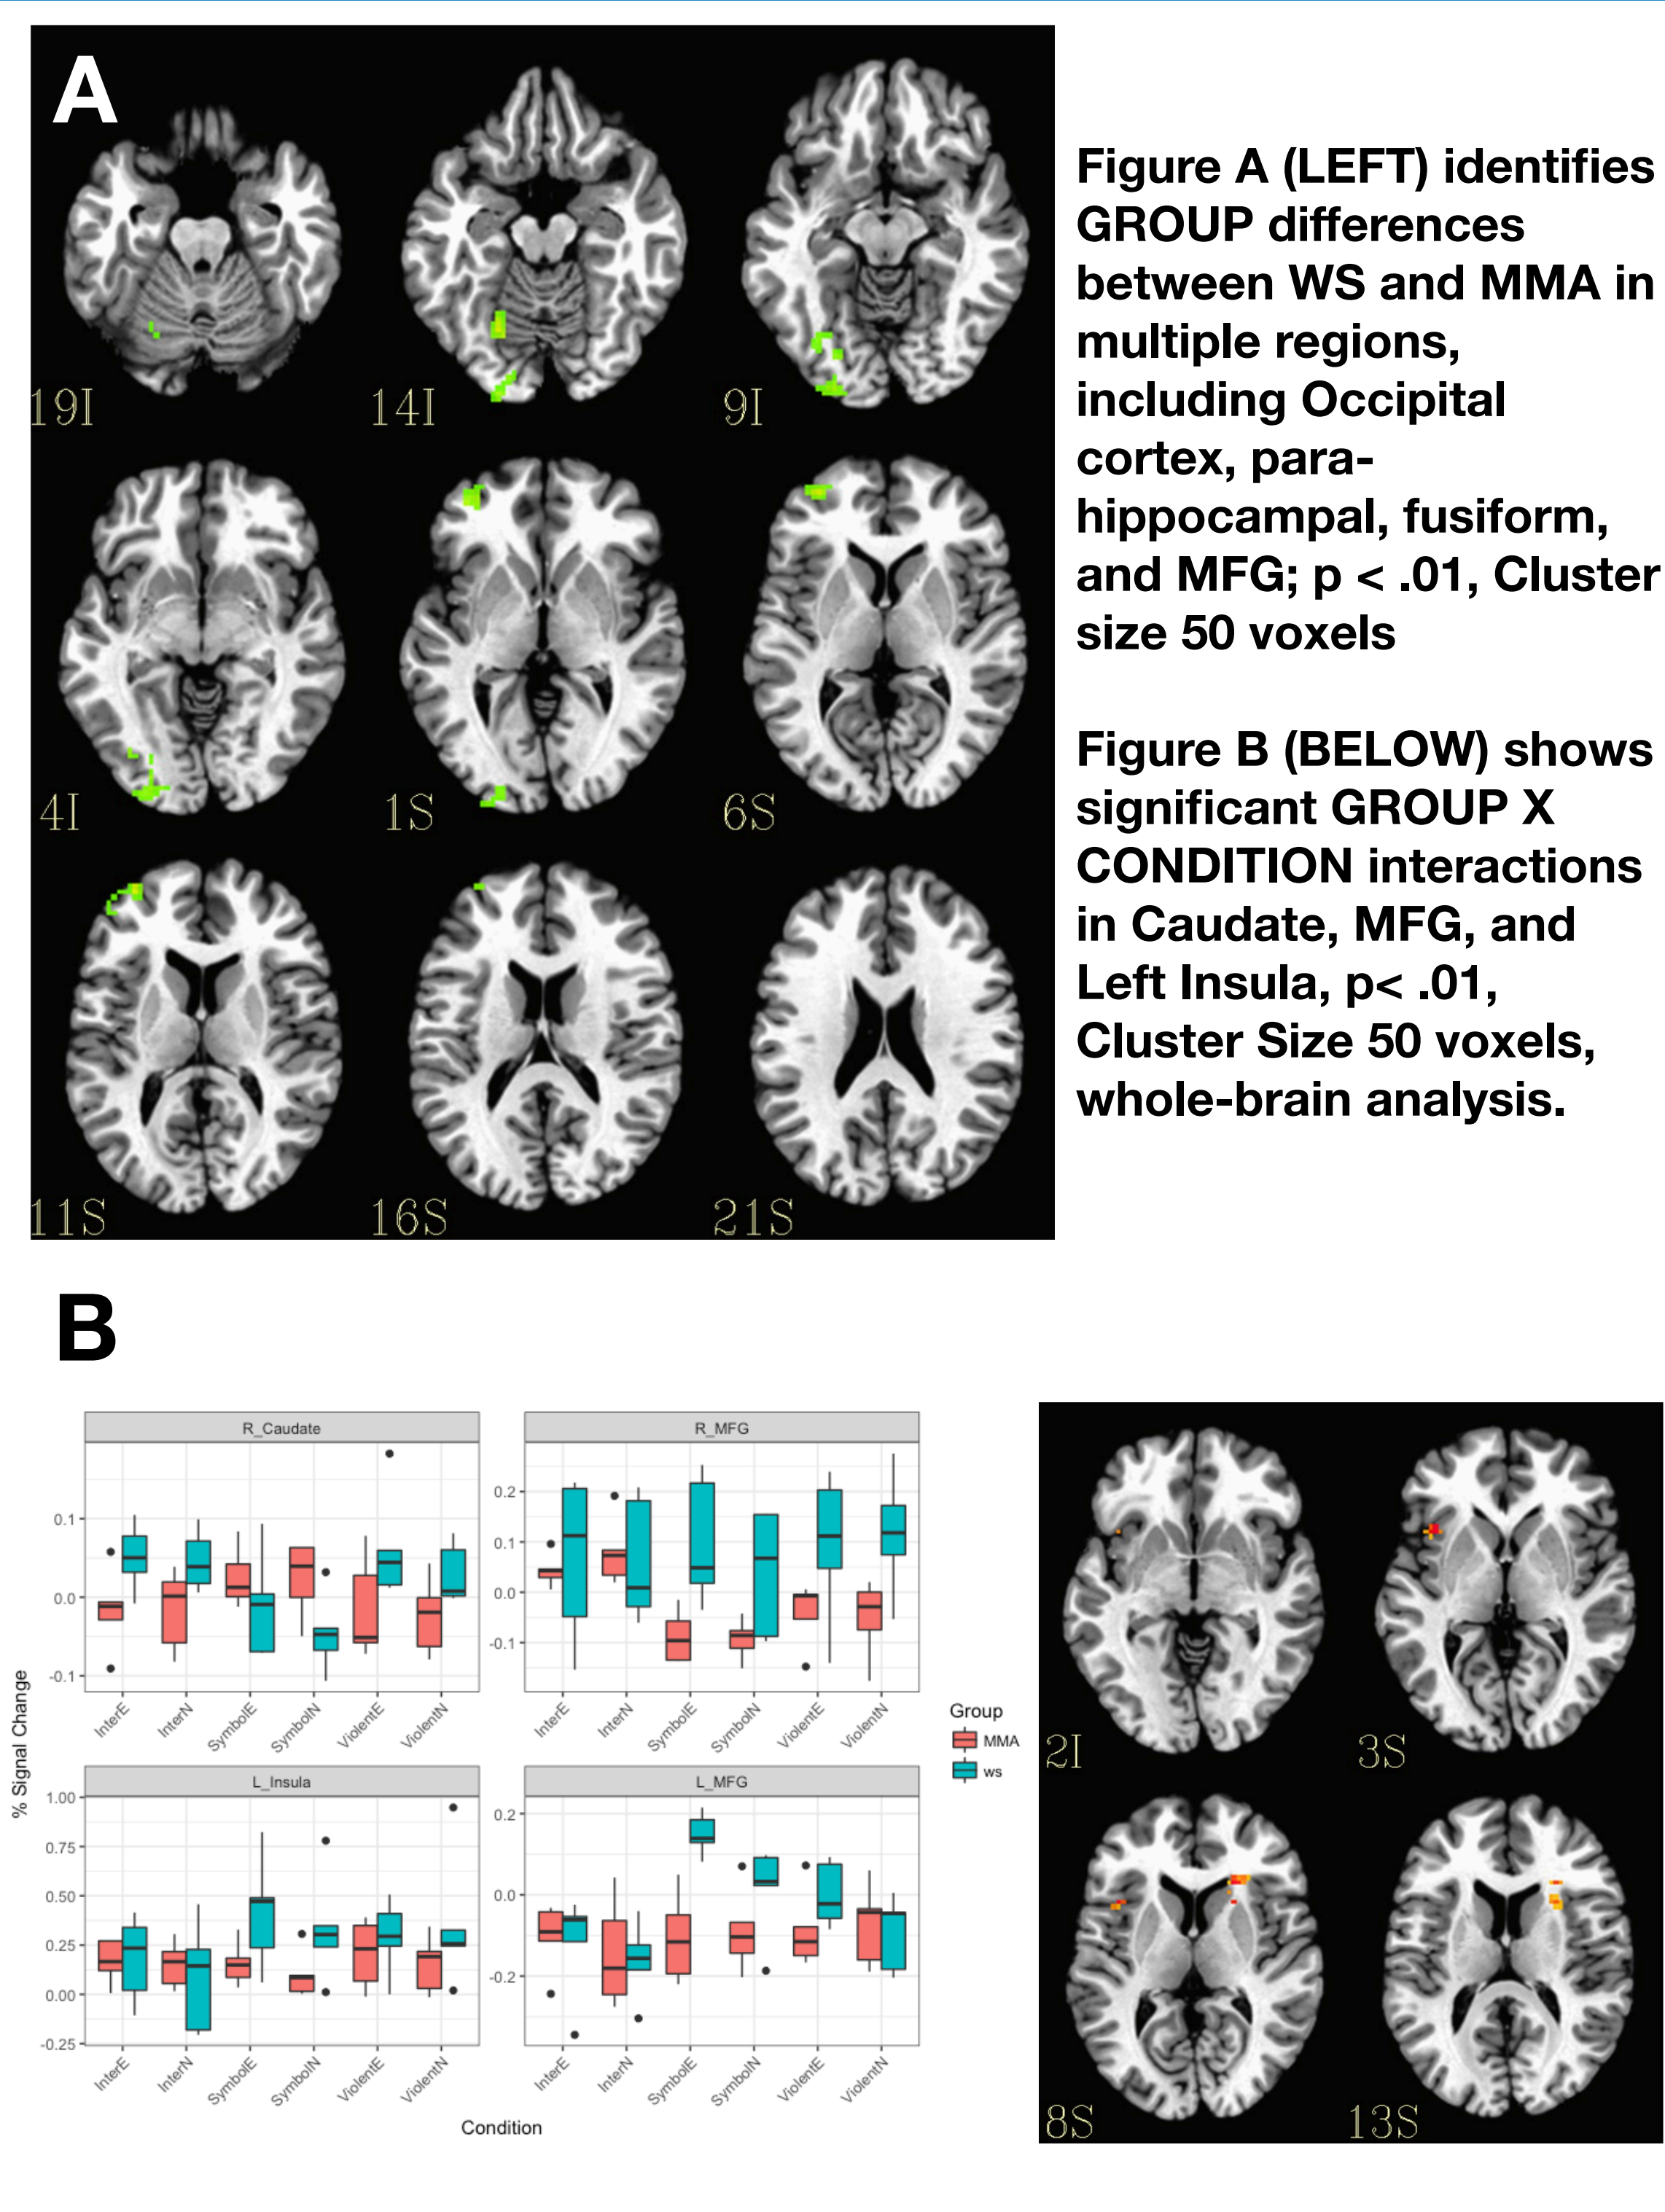 A
19I
14I
9I
4I
1S
6S
11S
16S
21S
Figure A (LEFT) identifies
GROUP differences
between WS and MMA in
multiple regions,
including Occipital
cortex, para-
hippocampal, fusiform,
and MFG; p < .01, Cluster
size 50 voxels
Figure B (BELOW) shows
significant GROUP X
CONDITION interactions
in Caudate, MFG, and
Left Insula, p< .01,
Cluster Size 50 voxels,
whole-brain analysis.
B
% Signal Change
R_Caudate
0.1
0.0
-0.1
InterE
InterN
SymbolE
SymbolN
ViolentE
ViolentN
R_MFG
0.2
0.1
0.0
-0.1
InterE
InterN
SymbolE
SymbolN
ViolentE
ViolentN
L_Insula
1.00
0.75
0.50
0.25
0.00
-0.25
InterE
InterN
SymbolE
SymbolN
ViolentE
ViolentN
L_MFG
0.2
0.0
-0.2
InterE
InterN
SymbolE
SymbolN
ViolentE
ViolentN
Condition
Group
MMA
ws
2I
3S
8S
13S